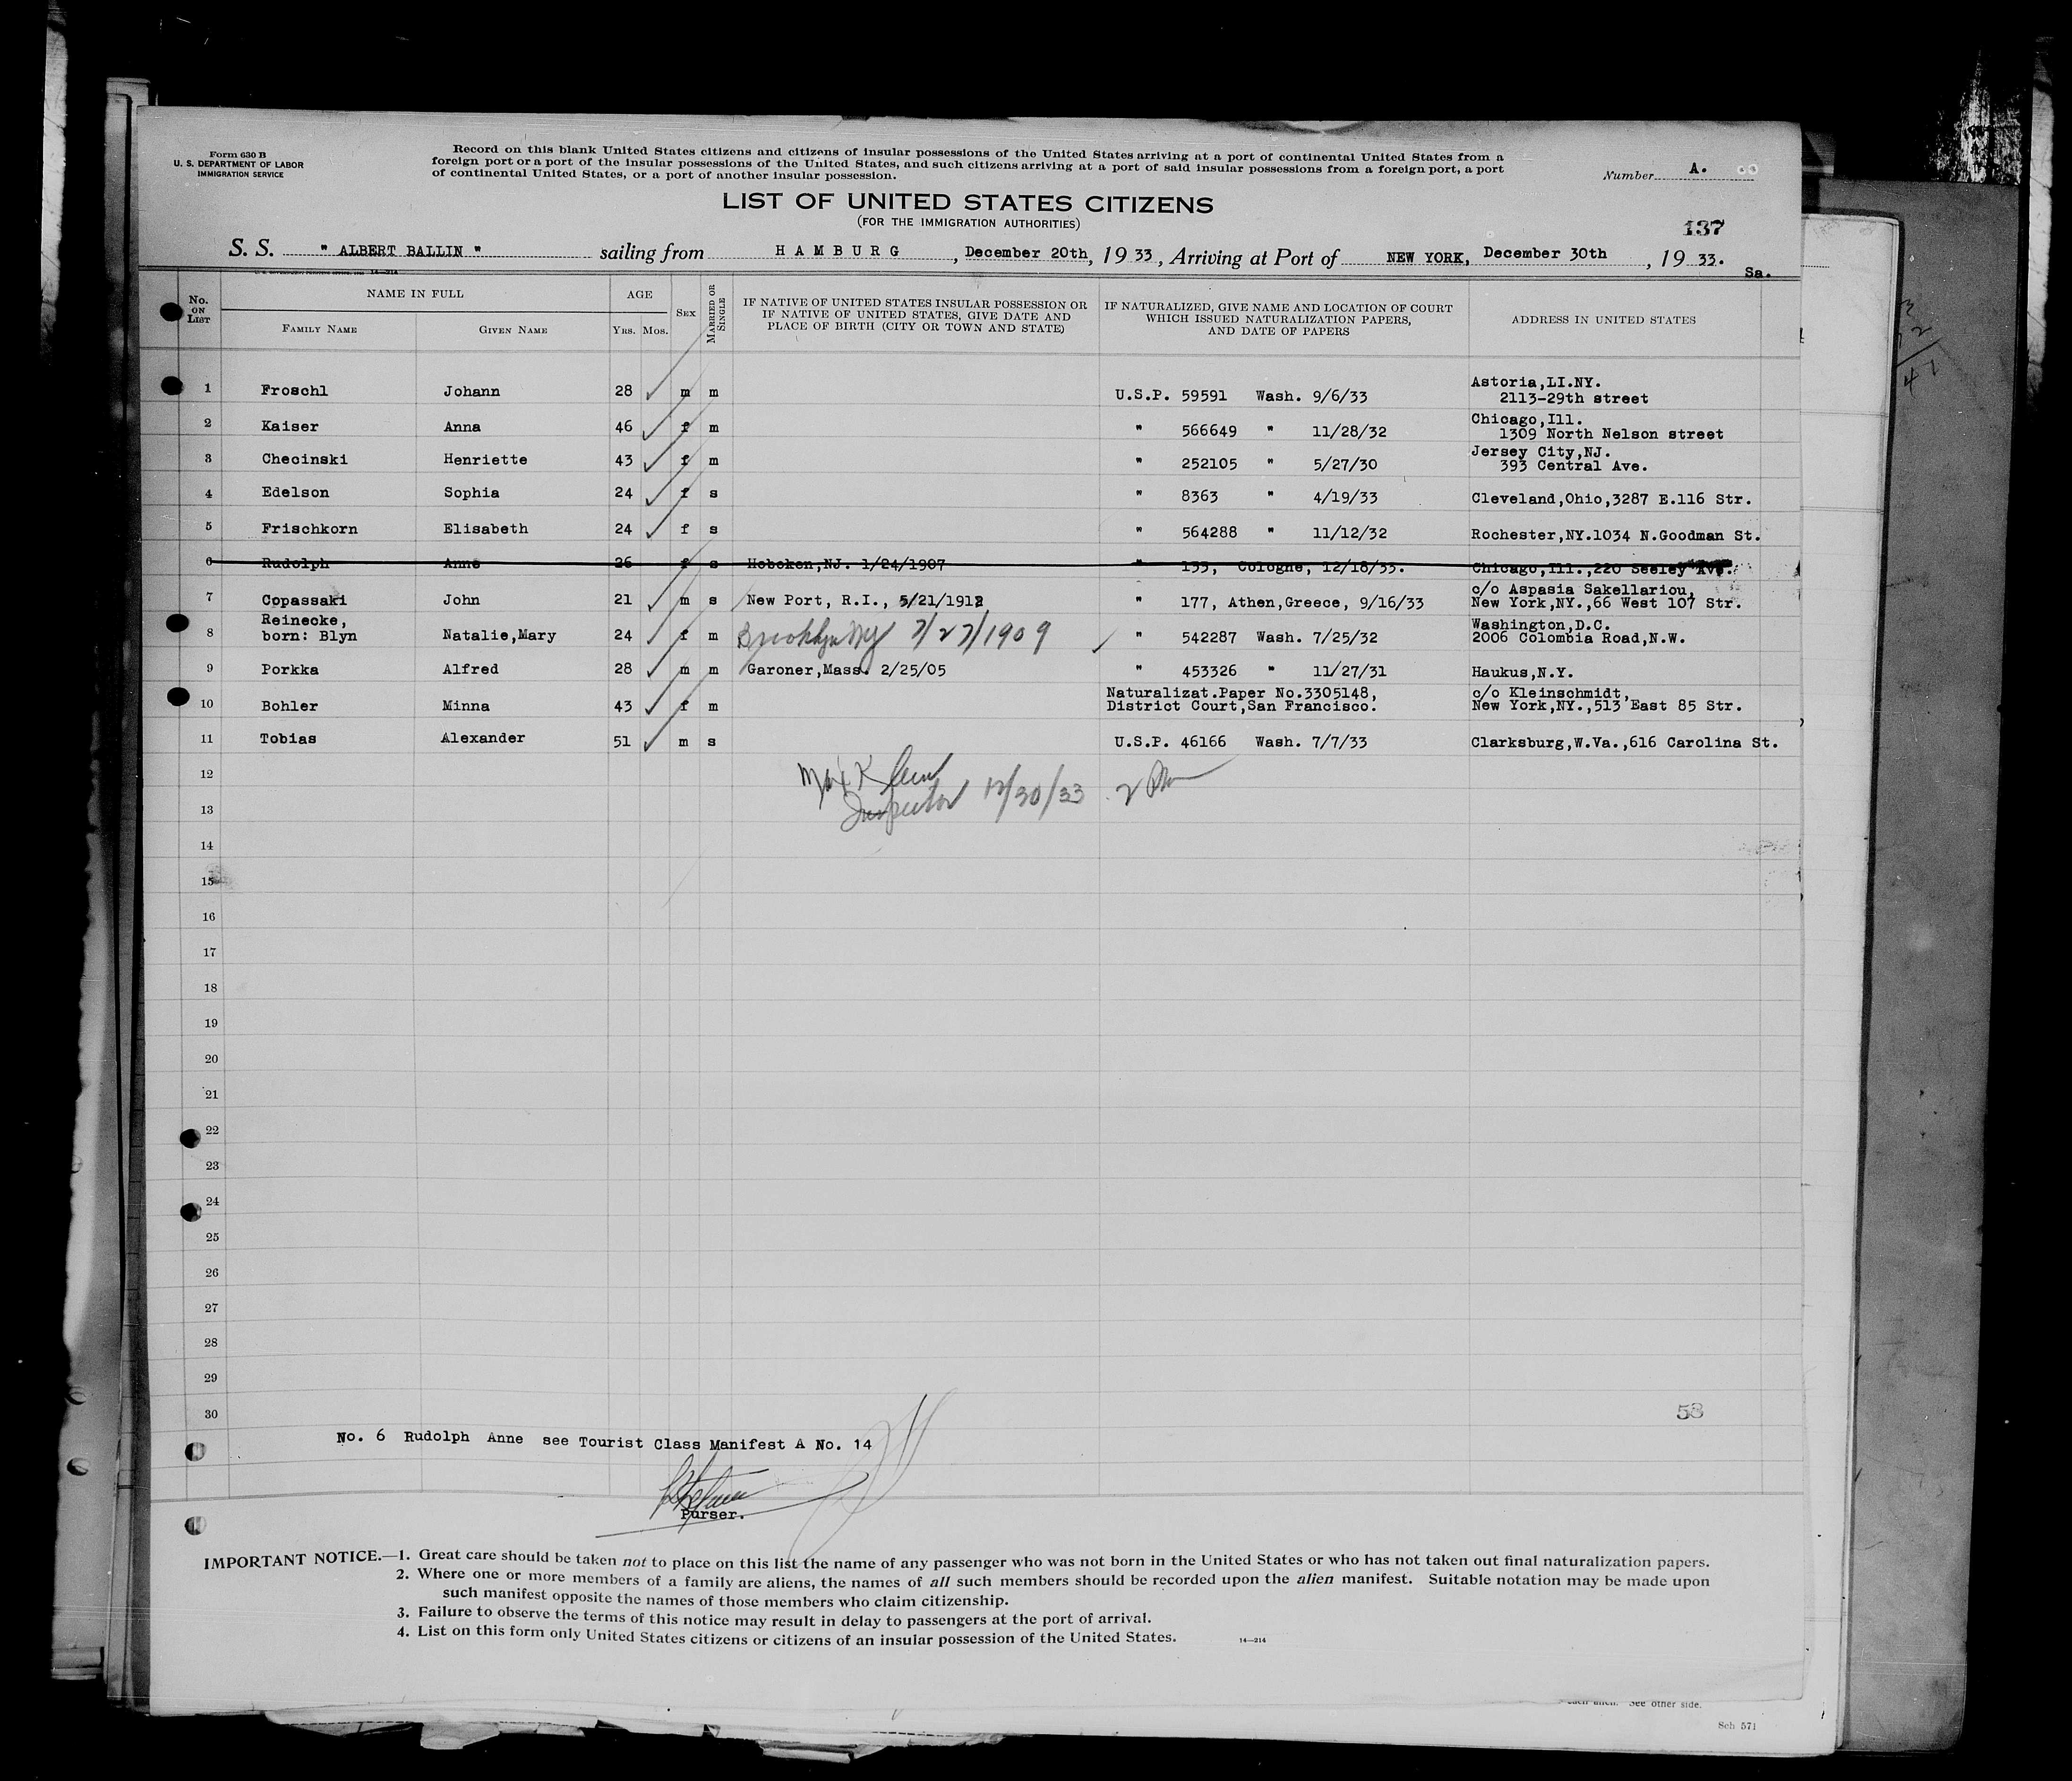 Form 630 B
U. S. DEPARTMENT OF LABOR
IMMIGRATION SERVICE
Record on this blank United States citizens and citizens of insular possessions of the United States arriving at a port of continental United States from a
foreign port or a port of the insular possessions of the United States, and such citizens arriving at a port of said insular possessions from a foreign port, a port
of continental United States, or a port of another insular possession.
Number A.
LIST OF UNITED STATES CITIZENS
(FOR THE IMMIGRATION AUTHORITIES)
137
S. S. " ALBERT BALLIN " sailing from HAMBURG, December 20th, 1933, Arriving at Port of NEW YORK, December 30th, 1933.
Sa.
No. ON LIST NAME IN FULL AGE SEX MARRIED OR SINGLE IF NATIVE OF UNITED STATES INSULAR POSSESSION OR IF NATIVE OF UNITED STATES, GIVE DATE AND PLACE OF BIRTH (CITY OR TOWN AND STATE) IF NATURALIZED, GIVE NAME AND LOCATION OF COURT WHICH ISSUED NATURALIZATION PAPERS, AND DATE OF PAPERS ADDRESS IN UNITED STATES
FAMILY NAME GIVEN NAME YRS. MOS.
1 Froschl Johann 28 m m U.S.P. 59591 Wash. 9/6/33 Astoria,LI.NY. 2113-29th street
2 Kaiser Anna 46 f m " 566649 " 11/28/32 Chicago,Ill. 1309 North Nelson street
3 Checinski Henriette 43 f m " 252105 " 5/27/30 Jersey City,NJ. 393 Central Ave.
4 Edelson Sophia 24 f s " 8363 " 4/19/33 Cleveland,Ohio,3287 E.116 Str.
5 Frischkorn Elisabeth 24 f s " 564288 " 11/12/32 Rochester,NY.1034 N.Goodman St.
6 Rudolph Anne 26 f s Hoboken,NJ. 1/24/1907 " 133, Cologne, 12/18/33. Chicago,Ill.,220 Seeley Ave.
7 Copassaki John 21 m s New Port, R.I., 5/21/1912 " 177, Athen,Greece, 9/16/33 c/o Aspasia Sakellariou, New York,NY.,66 West 107 Str.
8 Reinecke, born: Blyn Natalie,Mary 24 f m Brooklyn NY 7/27/1909 " 542287 Wash. 7/25/32 Washington,D.C. 2006 Colombia Road,N.W.
9 Porkka Alfred 28 m m Garoner,Mass. 2/25/05 " 453326 " 11/27/31 Haukus,N.Y.
10 Bohler Minna 43 f m Naturalizat.Paper No.3305148, District Court,San Francisco. c/o Kleinschmidt, New York,NY.,513 East 85 Str.
11 Tobias Alexander 51 m s U.S.P. 46166 Wash. 7/7/33 Clarksburg,W.Va.,616 Carolina St.
12
Inspector 12/30/33
13
14
15
16
17
18
19
20
21
22
23
24
25
26
27
28
29
30
58
No. 6 Rudolph Anne see Tourist Class Manifest A No. 14
Purser.
IMPORTANT NOTICE.—1. Great care should be taken not to place on this list the name of any passenger who was not born in the United States or who has not taken out final naturalization papers.
2. Where one or more members of a family are aliens, the names of all such members should be recorded upon the alien manifest. Suitable notation may be made upon
such manifest opposite the names of those members who claim citizenship.
3. Failure to observe the terms of this notice may result in delay to passengers at the port of arrival.
4. List on this form only United States citizens or citizens of an insular possession of the United States.
14—214
See other side.
Sch 571